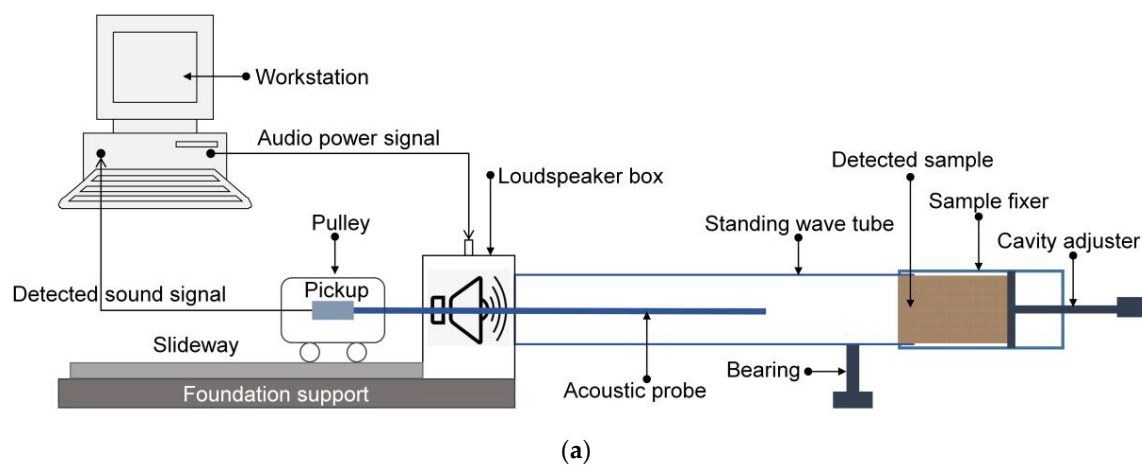 Workstation
Audio power signal
Loudspeaker box
Detected sample
Sample fixer
Standing wave tube
Cavity adjuster
Pulley
Pickup
Detected sound signal
Slideway
Bearing
Acoustic probe
Foundation support
(a)